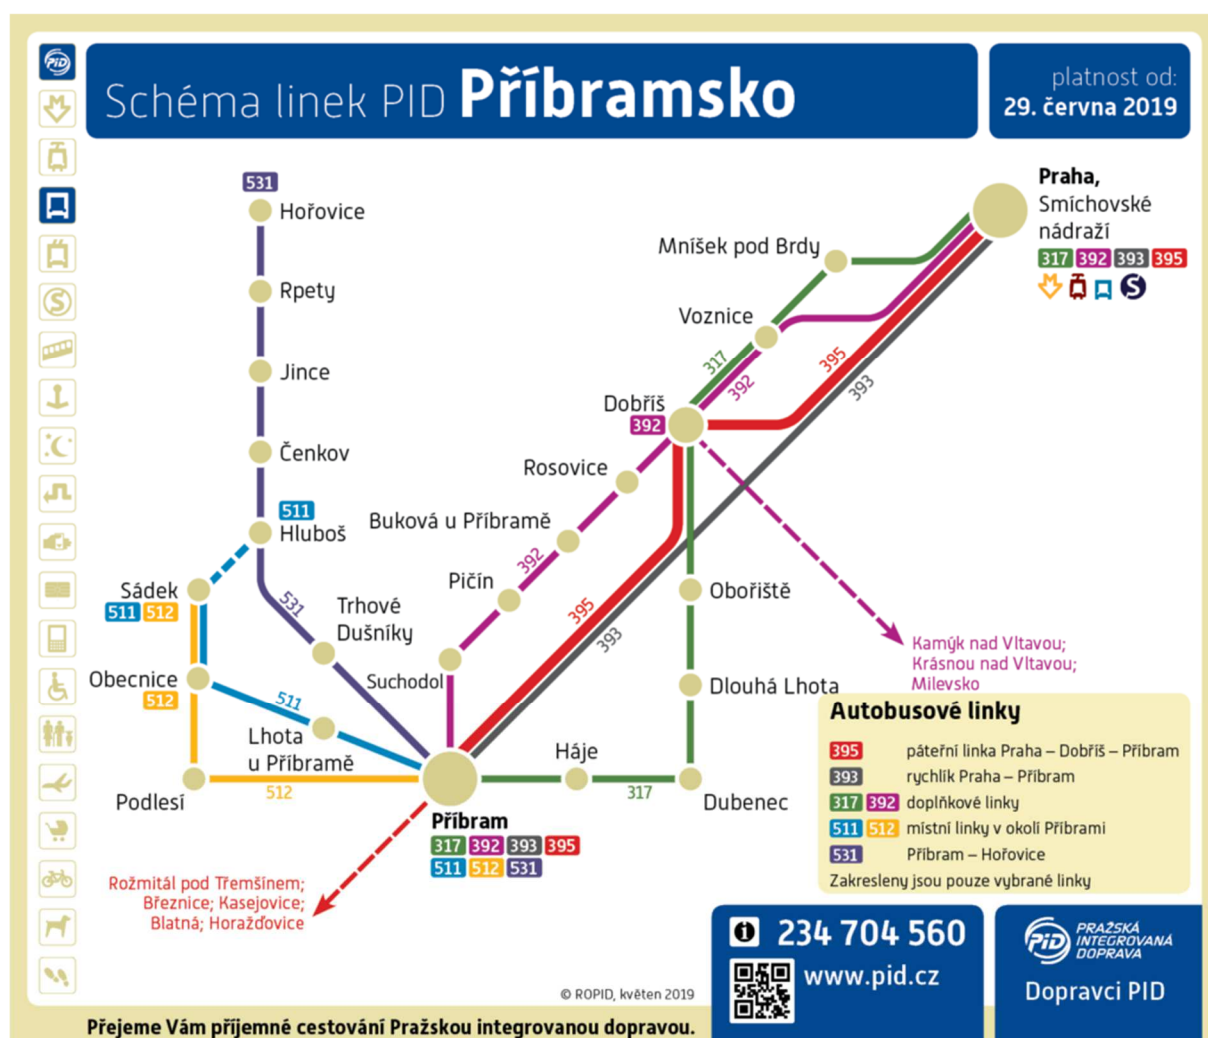 PiD
Schéma linek PID Příbramsko
platnost od:
29. června 2019
531
Hořovice
Rpety
Jince
Čenkov
511
Hluboš
Sádek
511 512
Obecnice
512
Podlesí
531
Trhové
Dušníky
511
Lhota
u Příbramě
512
Praha,
Smíchovské
nádraží
317 392 393 395
S
Mníšek pod Brdy
Voznice
317
392
395
393
Dobříš
392
Rosovice
Buková u Příbramě
392
Pičín
Suchodol
395
393
Obořiště
Dlouhá Lhota
Háje
317
Dubenec
Příbram
317 392 393 395
511 512 531
Kamýk nad Vltavou;
Krásnou nad Vltavou;
Milevsko
Rožmitál pod Třemšínem;
Březnice; Kasejovice;
Blatná; Horažďovice
Autobusové linky
395 páteřní linka Praha – Dobříš – Příbram
393 rychlík Praha – Příbram
317 392 doplňkové linky
511 512 místní linky v okolí Příbrami
531 Příbram – Hořovice
Zakresleny jsou pouze vybrané linky
© ROPID, květen 2019
Přejeme Vám příjemné cestování Pražskou integrovanou dopravou.
i 234 704 560
www.pid.cz
PiD PRAŽSKÁ
INTEGROVANÁ
DOPRAVA
Dopravci PID